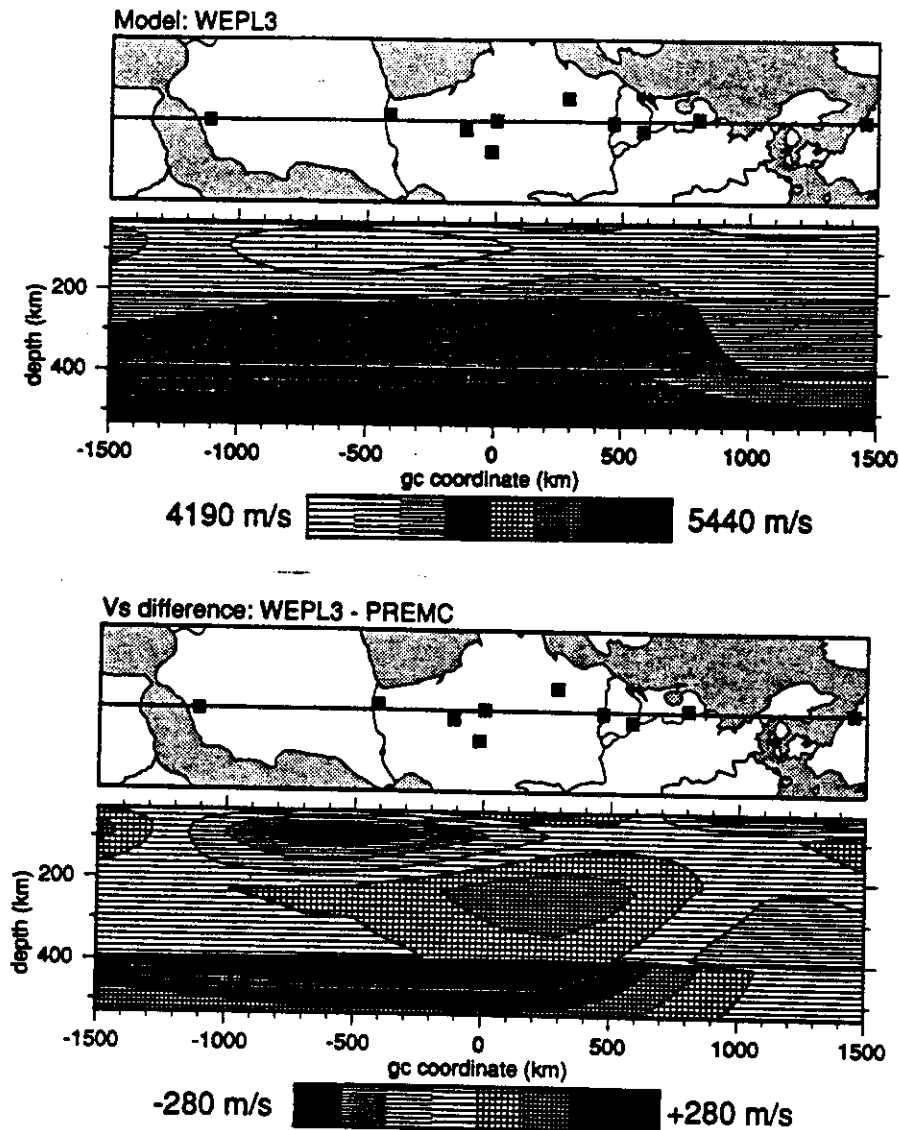 Model: WEPL3
200
400
depth (km)
-1500 -1000 -500 0 500 1000 1500
gc coordinate (km)
4190 m/s 5440 m/s
Vs difference: WEPL3 - PREMC
200
400
depth (km)
-1500 -1000 -500 0 500 1000 1500
gc coordinate (km)
-280 m/s +280 m/s